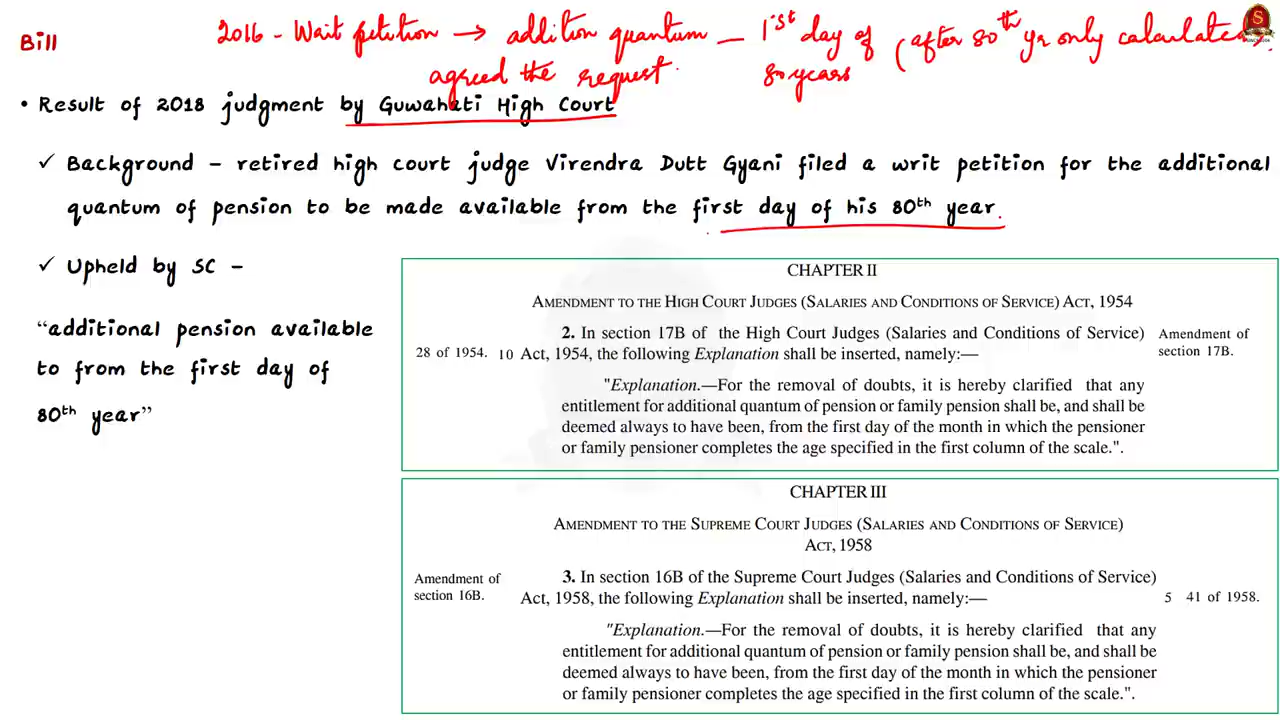 Bill
2016 - Wait petition → addition quantum – 1st day of (after 80th yr only calculated).
agreed the request. 80 years
• Result of 2018 judgment by Guwahati High Court
✓ Background – retired high court judge Virendra Dutt Gyani filed a writ petition for the additional
quantum of pension to be made available from the first day of his 80th year.
✓ Upheld by SC –
“additional pension available
to from the first day of
80th year”
CHAPTER II
AMENDMENT TO THE HIGH COURT JUDGES (SALARIES AND CONDITIONS OF SERVICE) ACT, 1954
2. In section 17B of the High Court Judges (Salaries and Conditions of Service)
Act, 1954, the following Explanation shall be inserted, namely:—
28 of 1954. 10
Amendment of
section 17B.
"Explanation.—For the removal of doubts, it is hereby clarified that any
entitlement for additional quantum of pension or family pension shall be, and shall be
deemed always to have been, from the first day of the month in which the pensioner
or family pensioner completes the age specified in the first column of the scale.".
CHAPTER III
AMENDMENT TO THE SUPREME COURT JUDGES (SALARIES AND CONDITIONS OF SERVICE)
ACT, 1958
Amendment of
section 16B.
3. In section 16B of the Supreme Court Judges (Salaries and Conditions of Service)
Act, 1958, the following Explanation shall be inserted, namely:—
5 41 of 1958.
"Explanation.—For the removal of doubts, it is hereby clarified that any
entitlement for additional quantum of pension or family pension shall be, and shall be
deemed always to have been, from the first day of the month in which the pensioner
or family pensioner completes the age specified in the first column of the scale.".